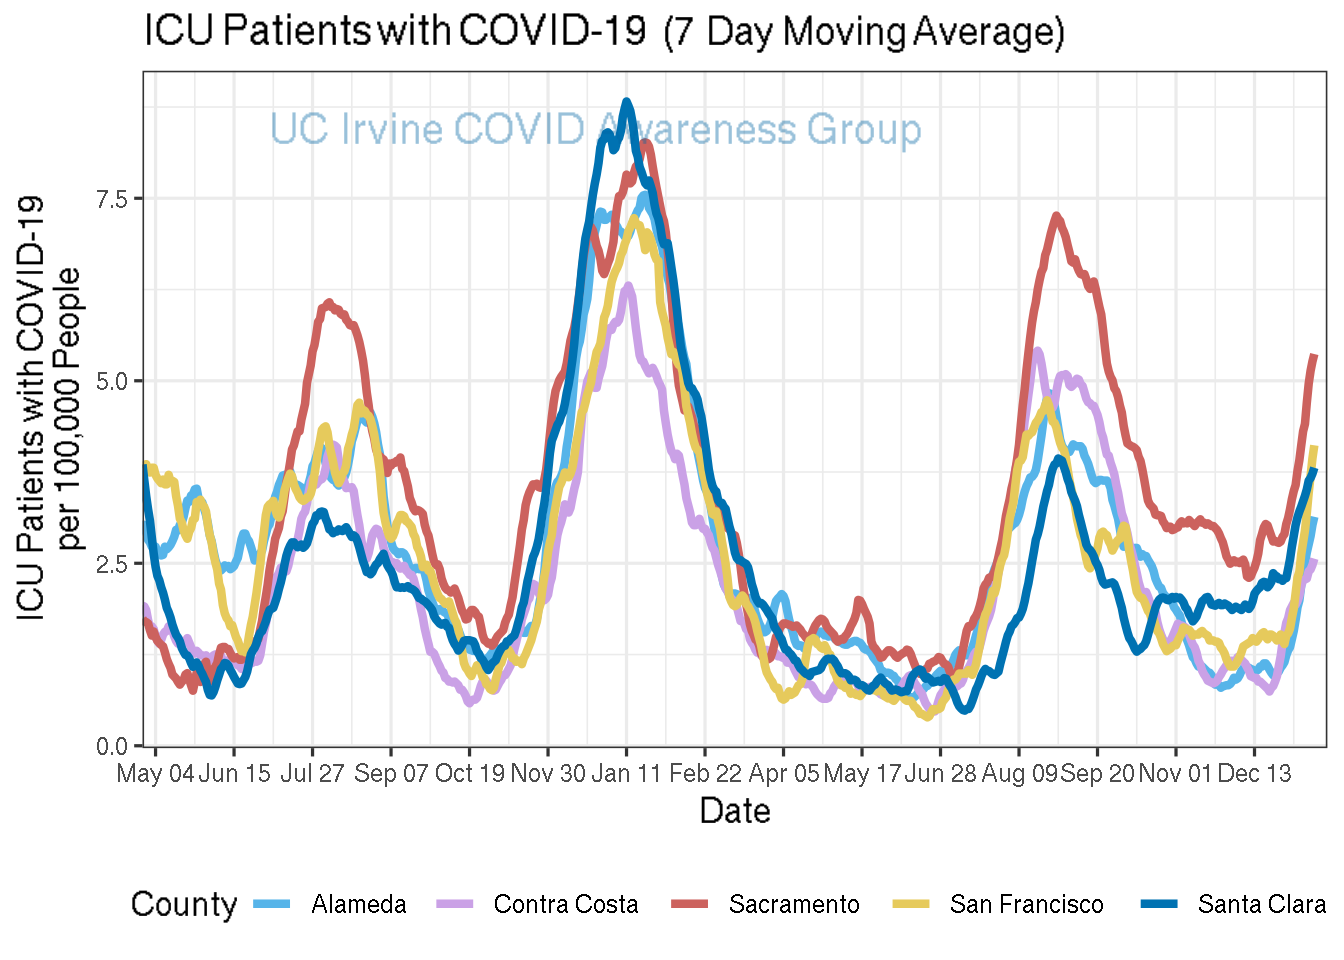 ICU Patients with COVID-19 (7 Day Moving Average)
UC Irvine COVID Awareness Group
ICU Patients with COVID-19
per 100,000 People
7.5
5.0
2.5
0.0
May 04 Jun 15 Jul 27 Sep 07 Oct 19 Nov 30 Jan 11 Feb 22 Apr 05 May 17 Jun 28 Aug 09 Sep 20 Nov 01 Dec 13
Date
County Alameda Contra Costa Sacramento San Francisco Santa Clara